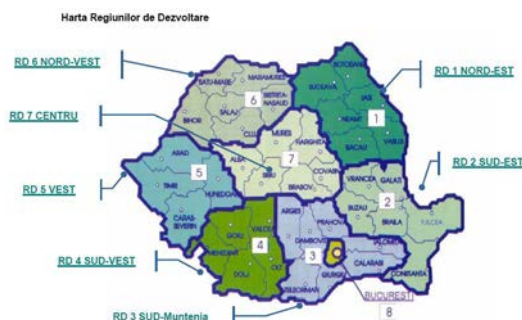 Harta Regiunilor de Dezvoltare
RD 6 NORD-VEST
RD 1 NORD-EST
RD 7 CENTRU
RD 2 SUD-EST
RD 5 VEST
RD 4 SUD-VEST
RD 3 SUD-Muntenia
SATU-MARE
MARAMURES
BISTRITA-
NASAUD
SALAJ
BIHOR
CLUJ
6
BOTOSANI
SUCEAVA
IASI
NEAMT
BACAU
VASLUI
1
MURES
HARGHITA
ALBA
SIBIU
BRASOV
COVASNA
7
ARAD
TIMIS
HUNEDOARA
CARAS-
SEVERIN
5
VRANCEA
GALATI
BUZAU
BRAILA
TULCEA
CONSTANTA
2
GORJ
VALCEA
MEHEDINTI
DOLJ
OLT
4
ARGES
PRAHOVA
DAMBOVITA
IALOMITA
CALARASI
GIURGIU
TELEORMAN
3
BUCURESTI
8